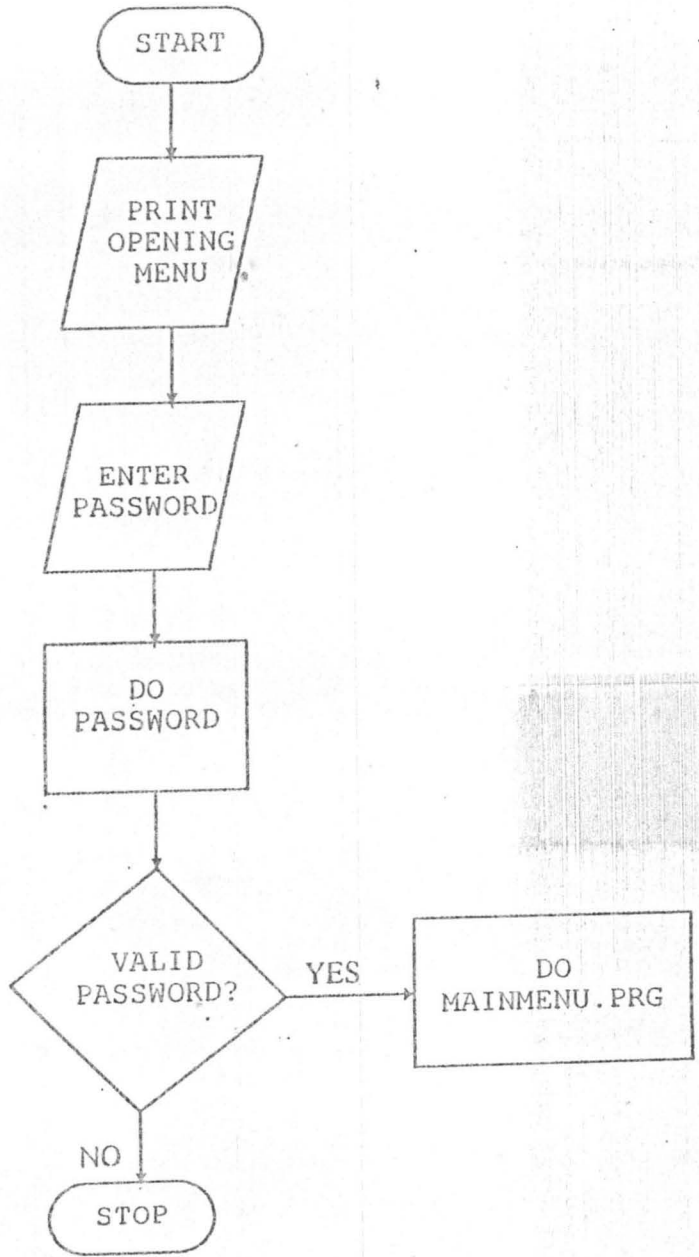 START
PRINT
OPENING
MENU
ENTER
PASSWORD
DO
PASSWORD
VALID
PASSWORD?
YES
DO
MAINMENU.PRG
NO
STOP